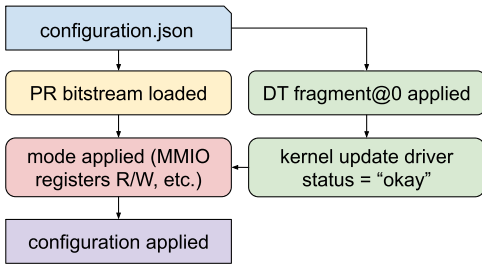 configuration.json
PR bitstream loaded
DT fragment@0 applied
mode applied (MMIO
registers R/W, etc.)
kernel update driver
status = “okay”
configuration applied